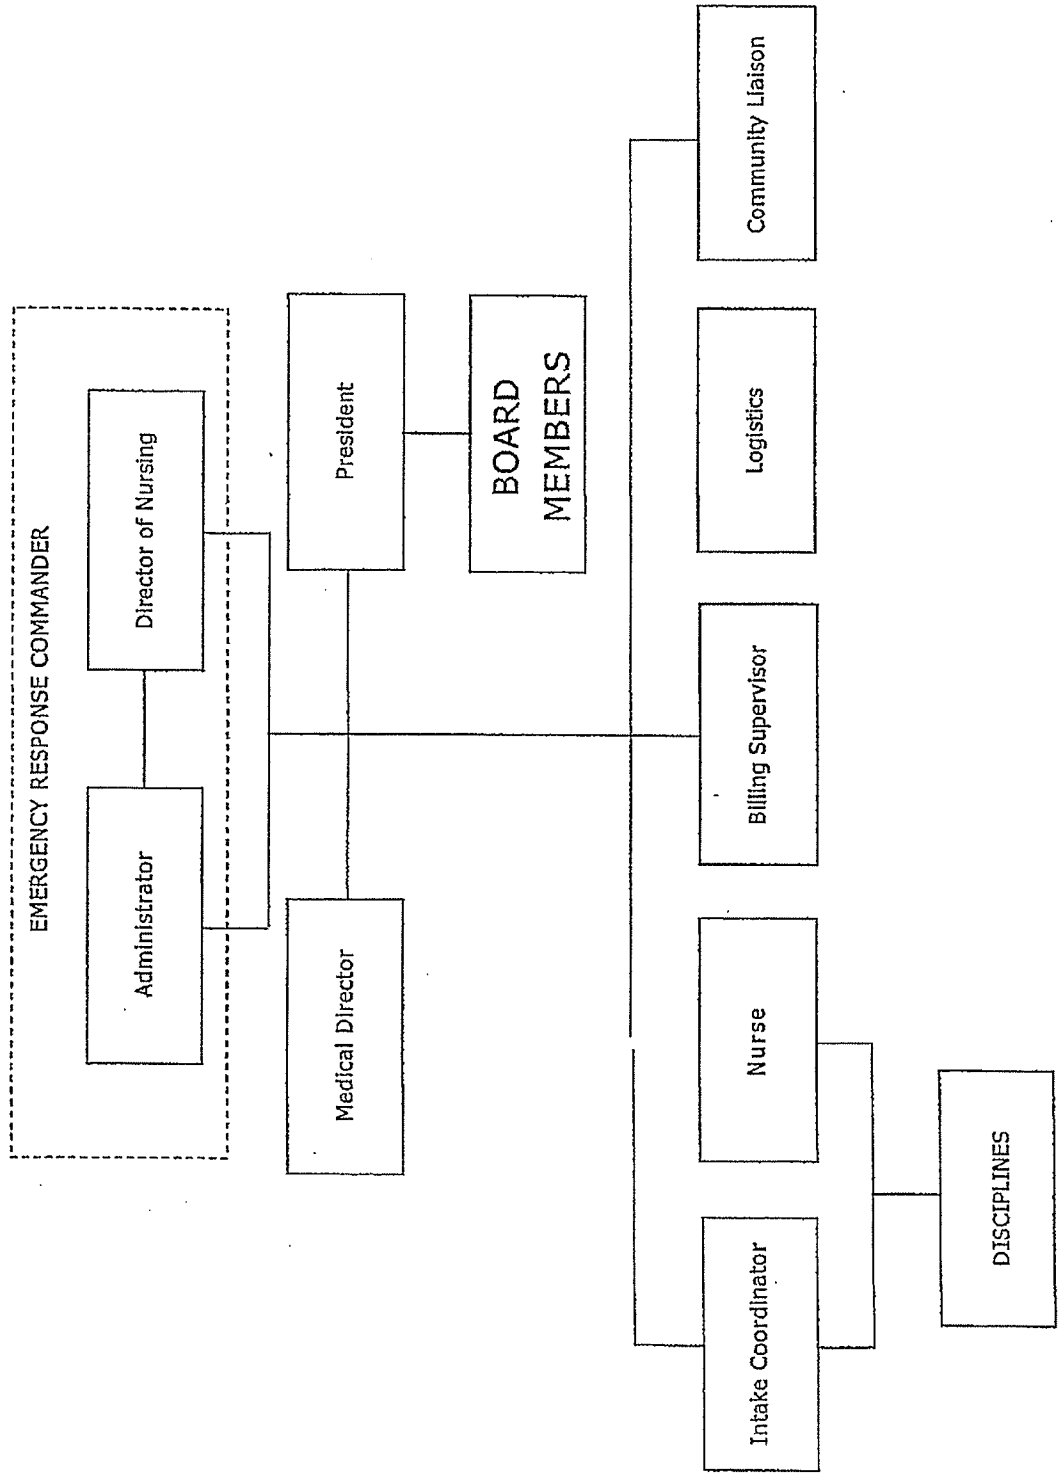 EMERGENCY RESPONSE COMMANDER
Administrator
Director of Nursing
Medical Director
President
BOARD
MEMBERS
Intake Coordinator
Nurse
Billing Supervisor
Logistics
Community Liaison
DISCIPLINES